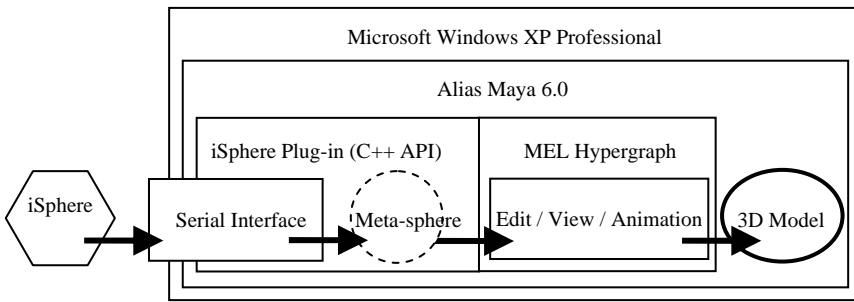 Microsoft Windows XP Professional
Alias Maya 6.0
iSphere Plug-in (C++ API)
MEL Hypergraph
iSphere
Serial Interface
Meta-sphere
Edit / View / Animation
3D Model